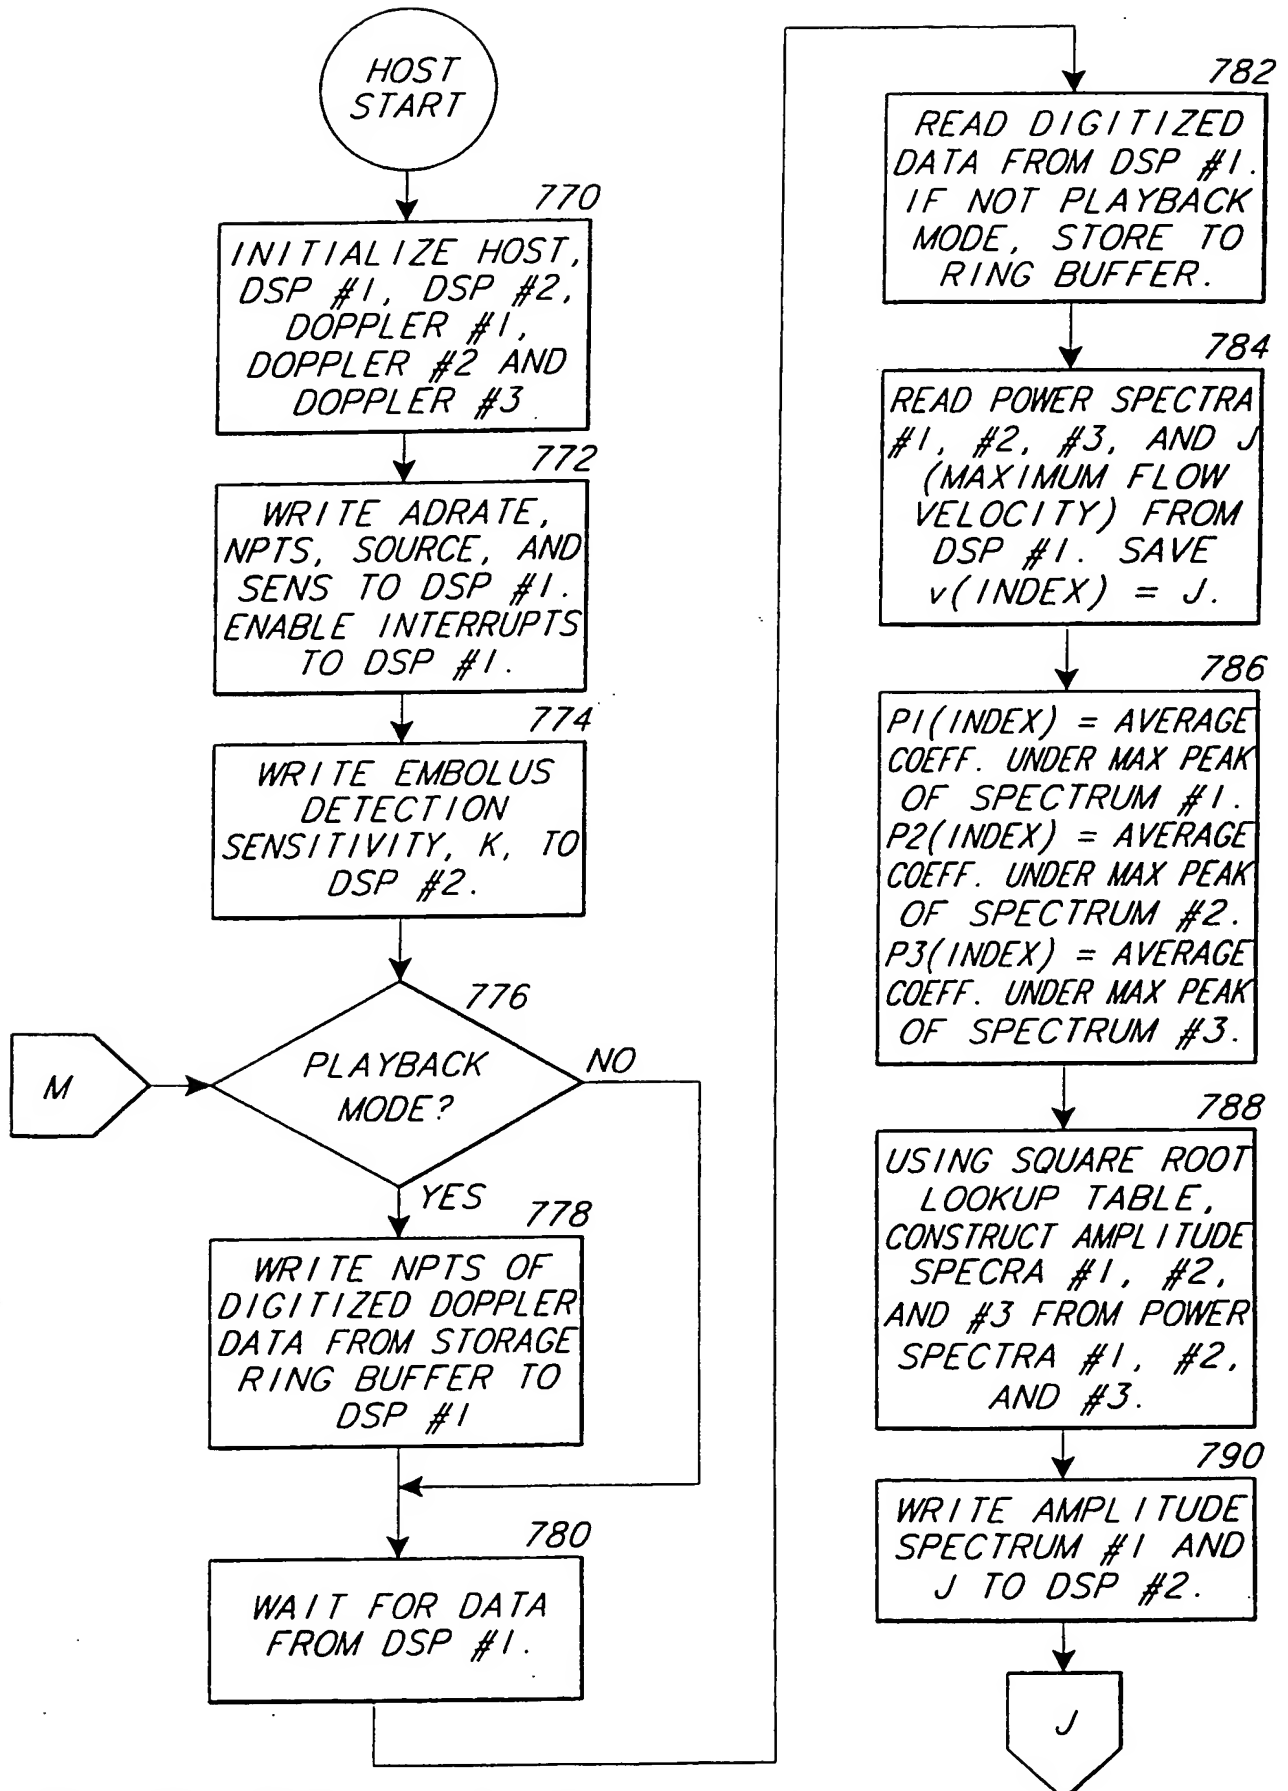 HOST
START
770
INITIALIZE HOST,
DSP #1, DSP #2,
DOPPLER #1,
DOPPLER #2 AND
DOPPLER #3
772
WRITE ADRATE,
NPTS, SOURCE, AND
SENS TO DSP #1.
ENABLE INTERRUPTS
TO DSP #1.
774
WRITE EMBOLUS
DETECTION
SENSITIVITY, K, TO
DSP #2.
776
M
PLAYBACK
MODE?
NO
YES
778
WRITE NPTS OF
DIGITIZED DOPPLER
DATA FROM STORAGE
RING BUFFER TO
DSP #1
780
WAIT FOR DATA
FROM DSP #1.
782
READ DIGITIZED
DATA FROM DSP #1.
IF NOT PLAYBACK
MODE, STORE TO
RING BUFFER.
784
READ POWER SPECTRA
#1, #2, #3, AND J
(MAXIMUM FLOW
VELOCITY) FROM
DSP #1. SAVE
v(INDEX) = J.
786
P1(INDEX) = AVERAGE
COEFF. UNDER MAX PEAK
OF SPECTRUM #1.
P2(INDEX) = AVERAGE
COEFF. UNDER MAX PEAK
OF SPECTRUM #2.
P3(INDEX) = AVERAGE
COEFF. UNDER MAX PEAK
OF SPECTRUM #3.
788
USING SQUARE ROOT
LOOKUP TABLE,
CONSTRUCT AMPLITUDE
SPECRA #1, #2,
AND #3 FROM POWER
SPECTRA #1, #2,
AND #3.
790
WRITE AMPLITUDE
SPECTRUM #1 AND
J TO DSP #2.
J